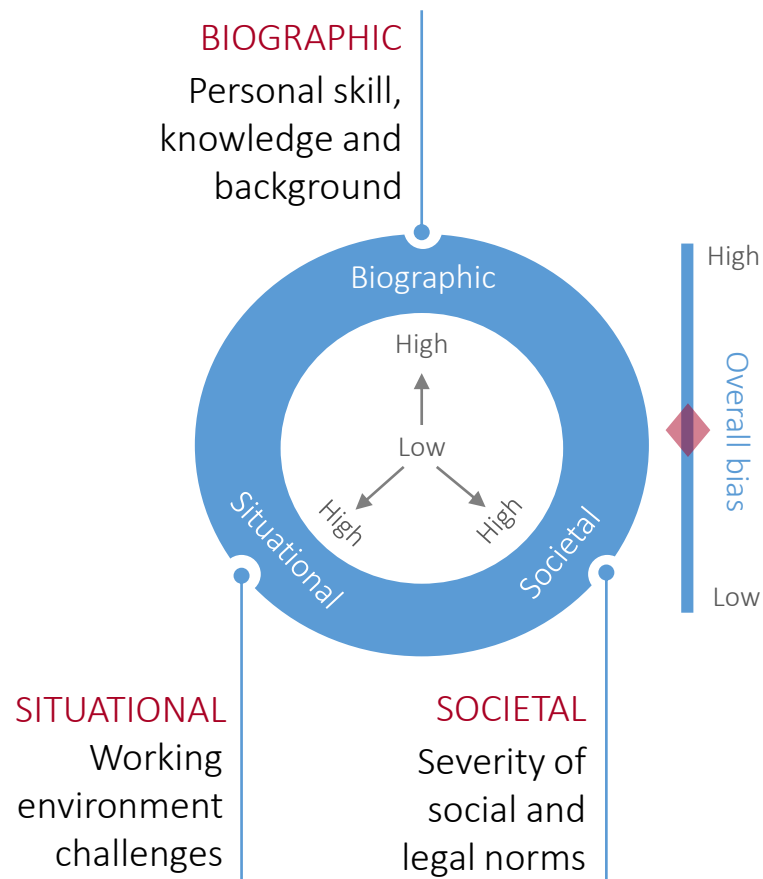 BIOGRAPHIC
Personal skill,
knowledge and
background
Biographic
High
Low
High
High
Situational
Societal
High
Overall bias
Low
SITUATIONAL
Working
environment
challenges
SOCIETAL
Severity of
social and
legal norms